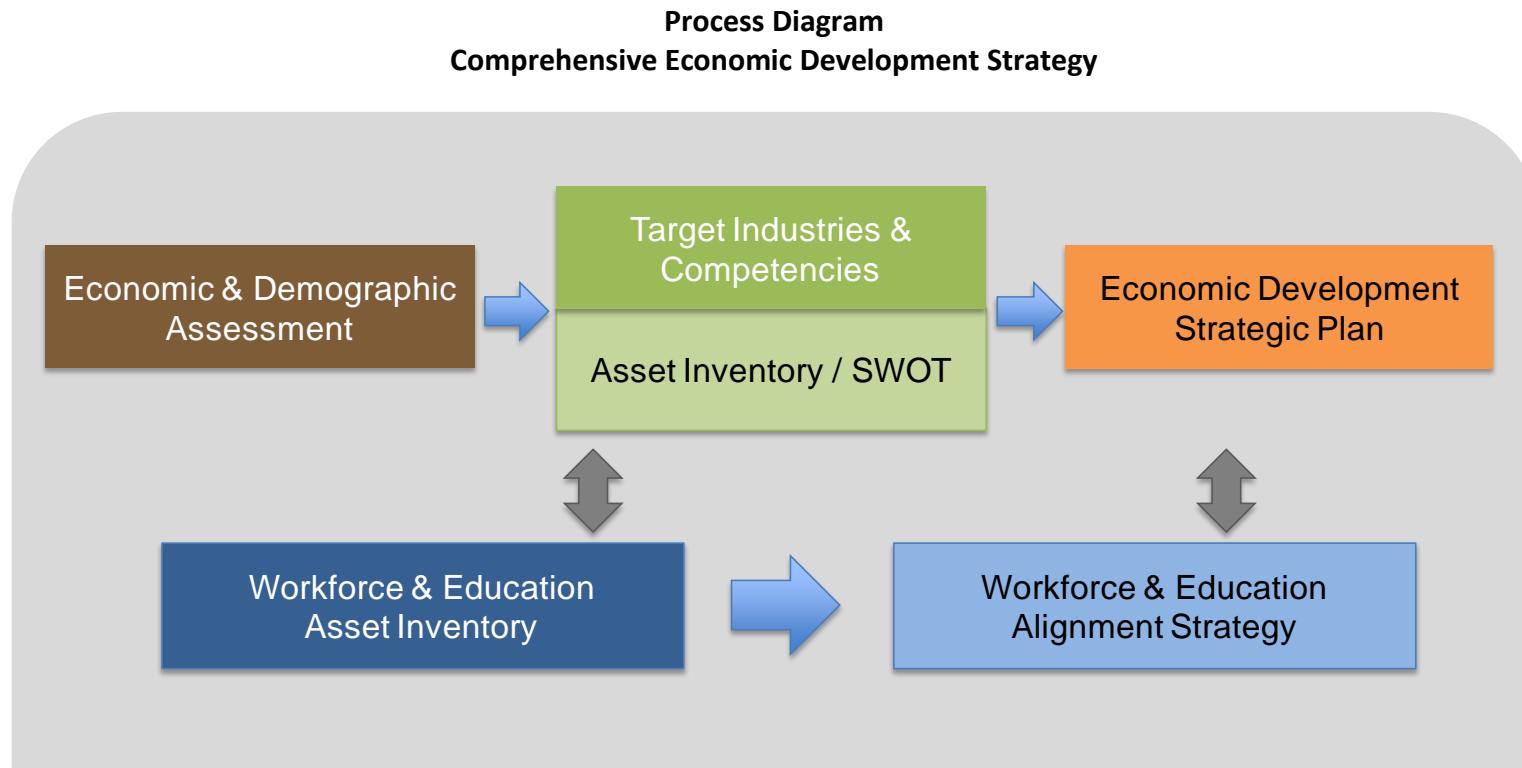 Process Diagram
Comprehensive Economic Development Strategy
Target Industries &
Competencies
Economic & Demographic
Assessment
Economic Development
Strategic Plan
Asset Inventory / SWOT
Workforce & Education
Asset Inventory
Workforce & Education
Alignment Strategy